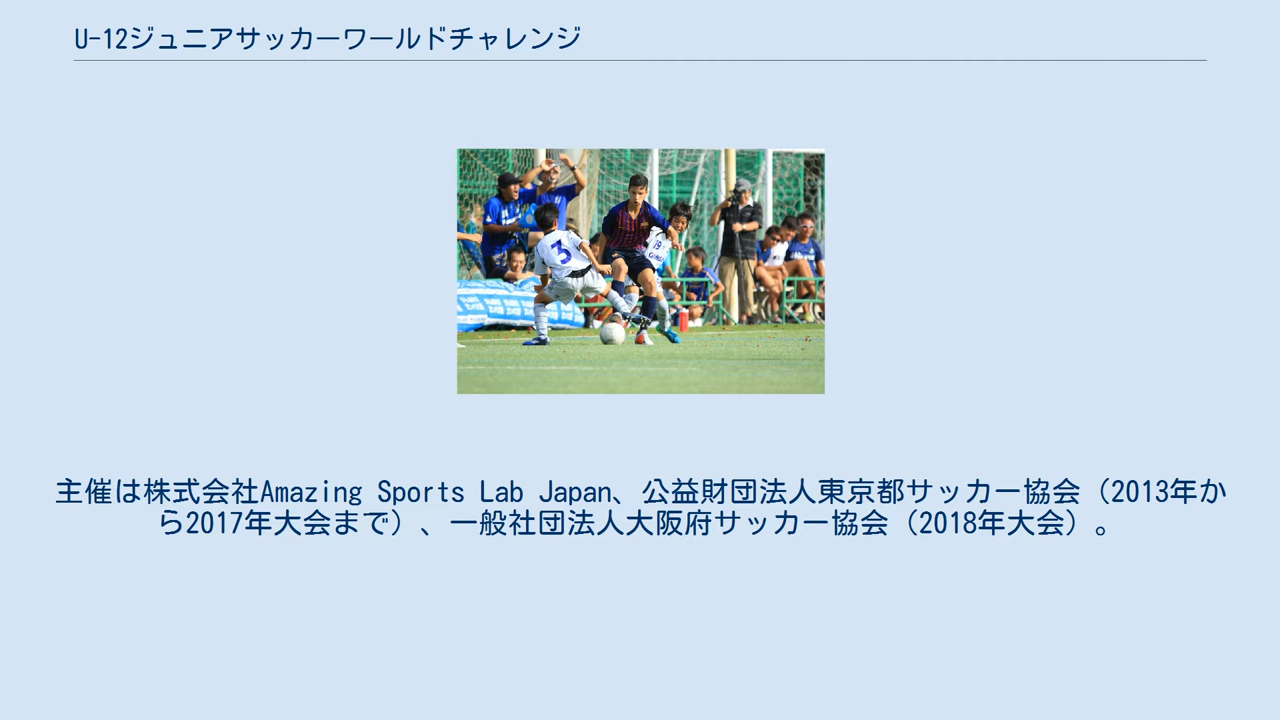 U-12ジュニアサッカーワールドチャレンジ
3
19
主催は株式会社Amazing Sports Lab Japan、公益財団法人東京都サッカー協会（2013年か
ら2017年大会まで）、一般社団法人大阪府サッカー協会（2018年大会）。